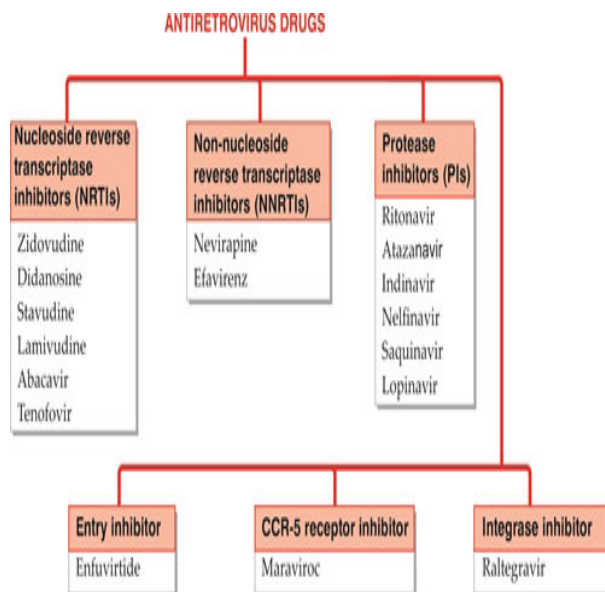 ANTIRETROVIRUS DRUGS
Nucleoside reverse
transcriptase
inhibitors (NRTIs)
Zidovudine
Didanosine
Stavudine
Lamivudine
Abacavir
Tenofovir
Non-nucleoside
reverse transcriptase
inhibitors (NNRTIs)
Nevirapine
Efavirenz
Protease
inhibitors (PIs)
Ritonavir
Atazanavir
Indinavir
Nelfinavir
Saquinavir
Lopinavir
Entry inhibitor
Enfuvirtide
CCR-5 receptor inhibitor
Maraviroc
Integrase inhibitor
Raltegravir